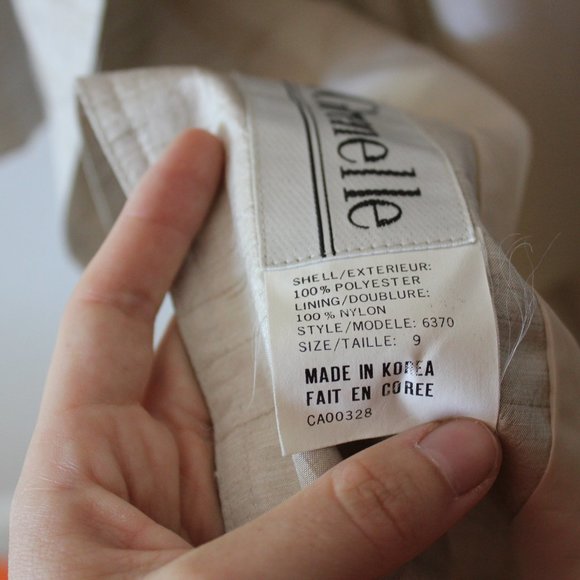 SHELL/EXTERIEUR:
100% POLYESTER
LINING/DOUBLURE:
100% NYLON
STYLE/MODELE: 6370
SIZE/TAILLE: 9
MADE IN KOREA
FAIT EN COREE
CA00328